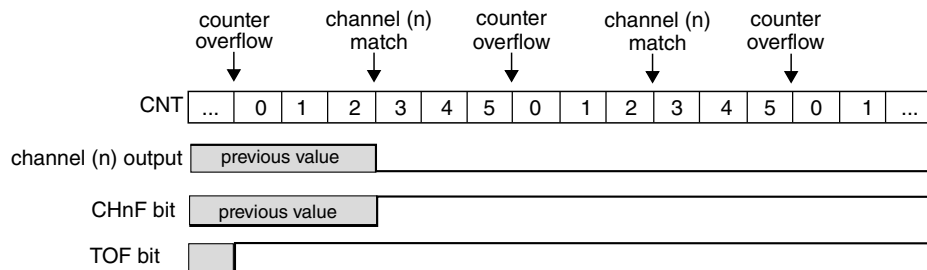 counter overflow
channel (n) match
counter overflow
channel (n) match
counter overflow
CNT ... 0 1 2 3 4 5 0 1 2 3 4 5 0 1 ...
channel (n) output previous value
CHnF bit previous value
TOF bit